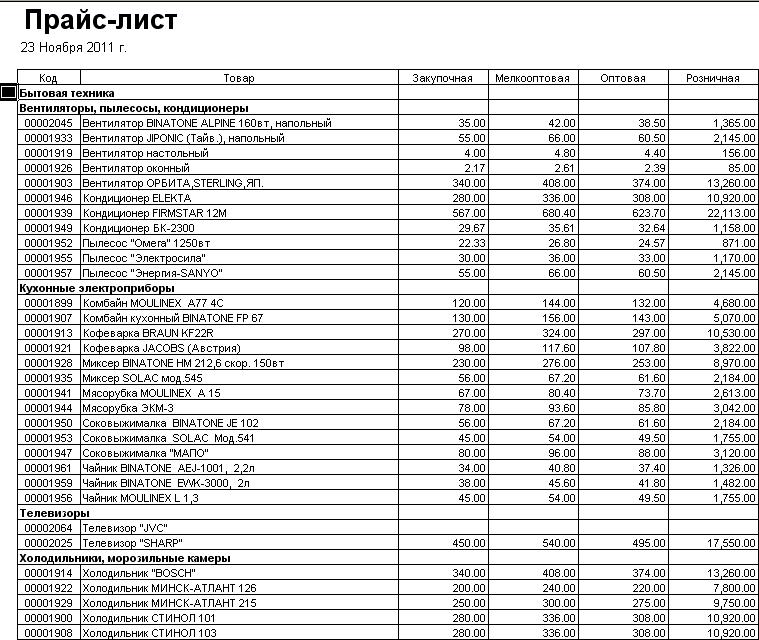 Прайс-лист
23 Ноября 2011 г.
Код Товар Закупочная Мелкооптовая Оптовая Розничная
Бытовая техника
Вентиляторы, пылесосы, кондиционеры
00002045 Вентилятор BINATONE ALPINE 160вт, напольный 35.00 42.00 38.50 1,365.00
00001933 Вентилятор JIPONIC (Тайв.), напольный 55.00 66.00 60.50 2,145.00
00001919 Вентилятор настольный 4.00 4.80 4.40 156.00
00001926 Вентилятор оконный 2.17 2.61 2.39 85.00
00001903 Вентилятор ОРБИТА,STERLING,ЯП. 340.00 408.00 374.00 13,260.00
00001946 Кондиционер ELEKTA 280.00 336.00 308.00 10,920.00
00001939 Кондиционер FIRMSTAR 12M 567.00 680.40 623.70 22,113.00
00001949 Кондиционер БК-2300 29.67 35.61 32.64 1,158.00
00001952 Пылесос "Омега" 1250вт 22.33 26.80 24.57 871.00
00001955 Пылесос "Электросила" 30.00 36.00 33.00 1,170.00
00001957 Пылесос "Энергия-SANYO" 55.00 66.00 60.50 2,145.00
Кухонные электроприборы
00001899 Комбайн MOULINEX A77 4C 120.00 144.00 132.00 4,680.00
00001907 Комбайн кухонный BINATONE FP 67 130.00 156.00 143.00 5,070.00
00001913 Кофеварка BRAUN KF22R 270.00 324.00 297.00 10,530.00
00001921 Кофеварка JACOBS (Австрия) 98.00 117.60 107.80 3,822.00
00001928 Миксер BINATONE HM 212,6 скор. 150вт 230.00 276.00 253.00 8,970.00
00001935 Миксер SOLAC мод.545 56.00 67.20 61.60 2,184.00
00001941 Мясорубка MOULINEX A 15 67.00 80.40 73.70 2,613.00
00001944 Мясорубка ЭКМ-3 78.00 93.60 85.80 3,042.00
00001950 Соковыжималка BINATONE JE 102 56.00 67.20 61.60 2,184.00
00001953 Соковыжималка SOLAC Мод.541 45.00 54.00 49.50 1,755.00
00001947 Соковыжималка "МАПО" 80.00 96.00 88.00 3,120.00
00001961 Чайник BINATONE AEJ-1001, 2,2л 34.00 40.80 37.40 1,326.00
00001959 Чайник BINATONE EWK-3000, 2л 38.00 45.60 41.80 1,482.00
00001956 Чайник MOULINEX L 1,3 45.00 54.00 49.50 1,755.00
Телевизоры
00002064 Телевизор "JVC"
00002025 Телевизор "SHARP" 450.00 540.00 495.00 17,550.00
Холодильники, морозильные камеры
00001914 Холодильник "BOSCH" 340.00 408.00 374.00 13,260.00
00001922 Холодильник МИНСК-АТЛАНТ 126 200.00 240.00 220.00 7,800.00
00001929 Холодильник МИНСК-АТЛАНТ 215 250.00 300.00 275.00 9,750.00
00001900 Холодильник СТИНОЛ 101 280.00 336.00 308.00 10,920.00
00001908 Холодильник СТИНОЛ 103 280.00 336.00 308.00 10,920.00